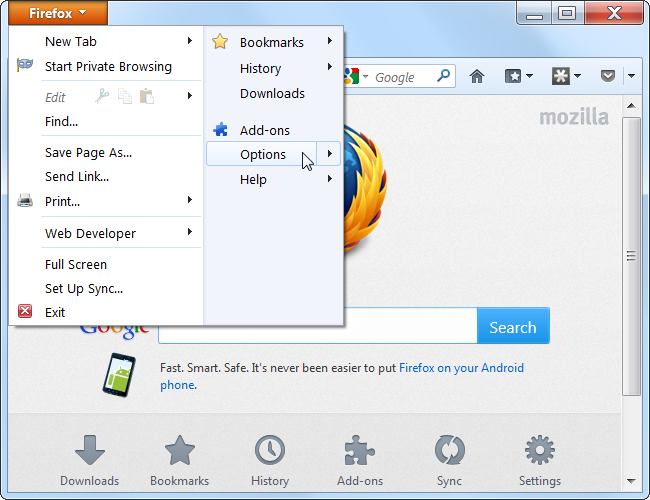 Firefox
New Tab
Start Private Browsing
Edit
Find...
Save Page As...
Send Link...
Print...
Web Developer
Full Screen
Set Up Sync...
Exit
Bookmarks
History
Downloads
Add-ons
Options
Help
Google
mozilla
Google
Search
Fast. Smart. Safe. It's never been easier to put Firefox on your Android
phone.
Downloads
Bookmarks
History
Add-ons
Sync
Settings